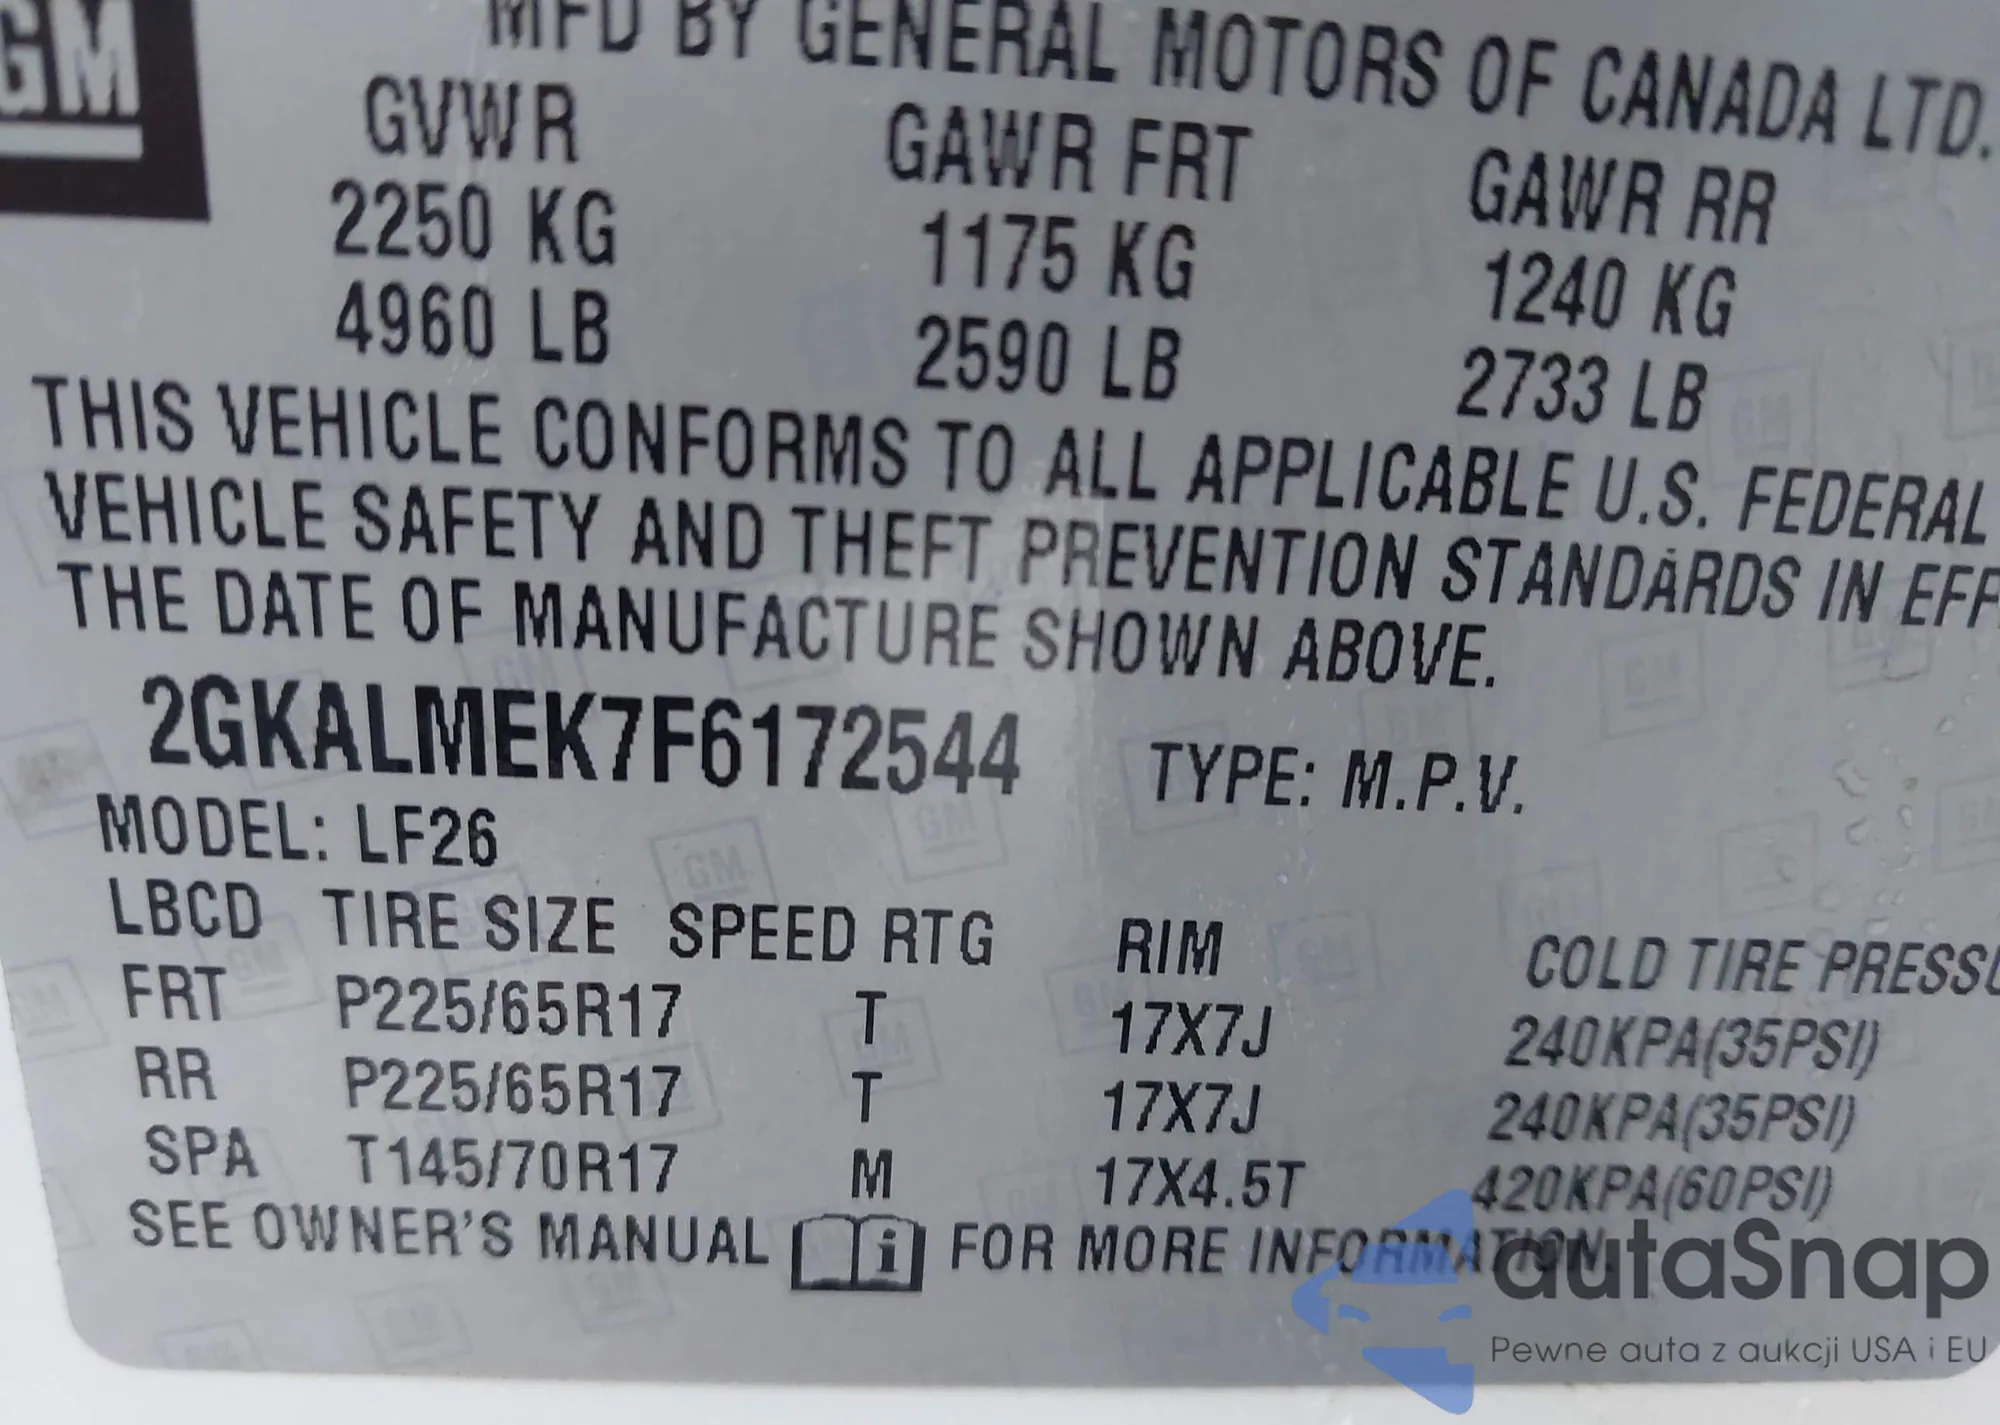 GM
MFD BY GENERAL MOTORS OF CANADA LTD.
GVWR GAWR FRT GAWR RR
2250 KG 1175 KG 1240 KG
4960 LB 2590 LB 2733 LB
THIS VEHICLE CONFORMS TO ALL APPLICABLE U.S. FEDERAL
VEHICLE SAFETY AND THEFT PREVENTION STANDARDS IN EFF
THE DATE OF MANUFACTURE SHOWN ABOVE.
2GKALMEK7F6172544 TYPE: M.P.V.
MODEL: LF26
LBCD TIRE SIZE SPEED RTG RIM COLD TIRE PRESSU
FRT P225/65R17 T 17X7J 240KPA(35PSI)
RR P225/65R17 T 17X7J 240KPA(35PSI)
SPA T145/70R17 M 17X4.5T 420KPA(60PSI)
SEE OWNER'S MANUAL i FOR MORE INFORMATION.
autaSnap
Pewne auta z aukcji USA i EU